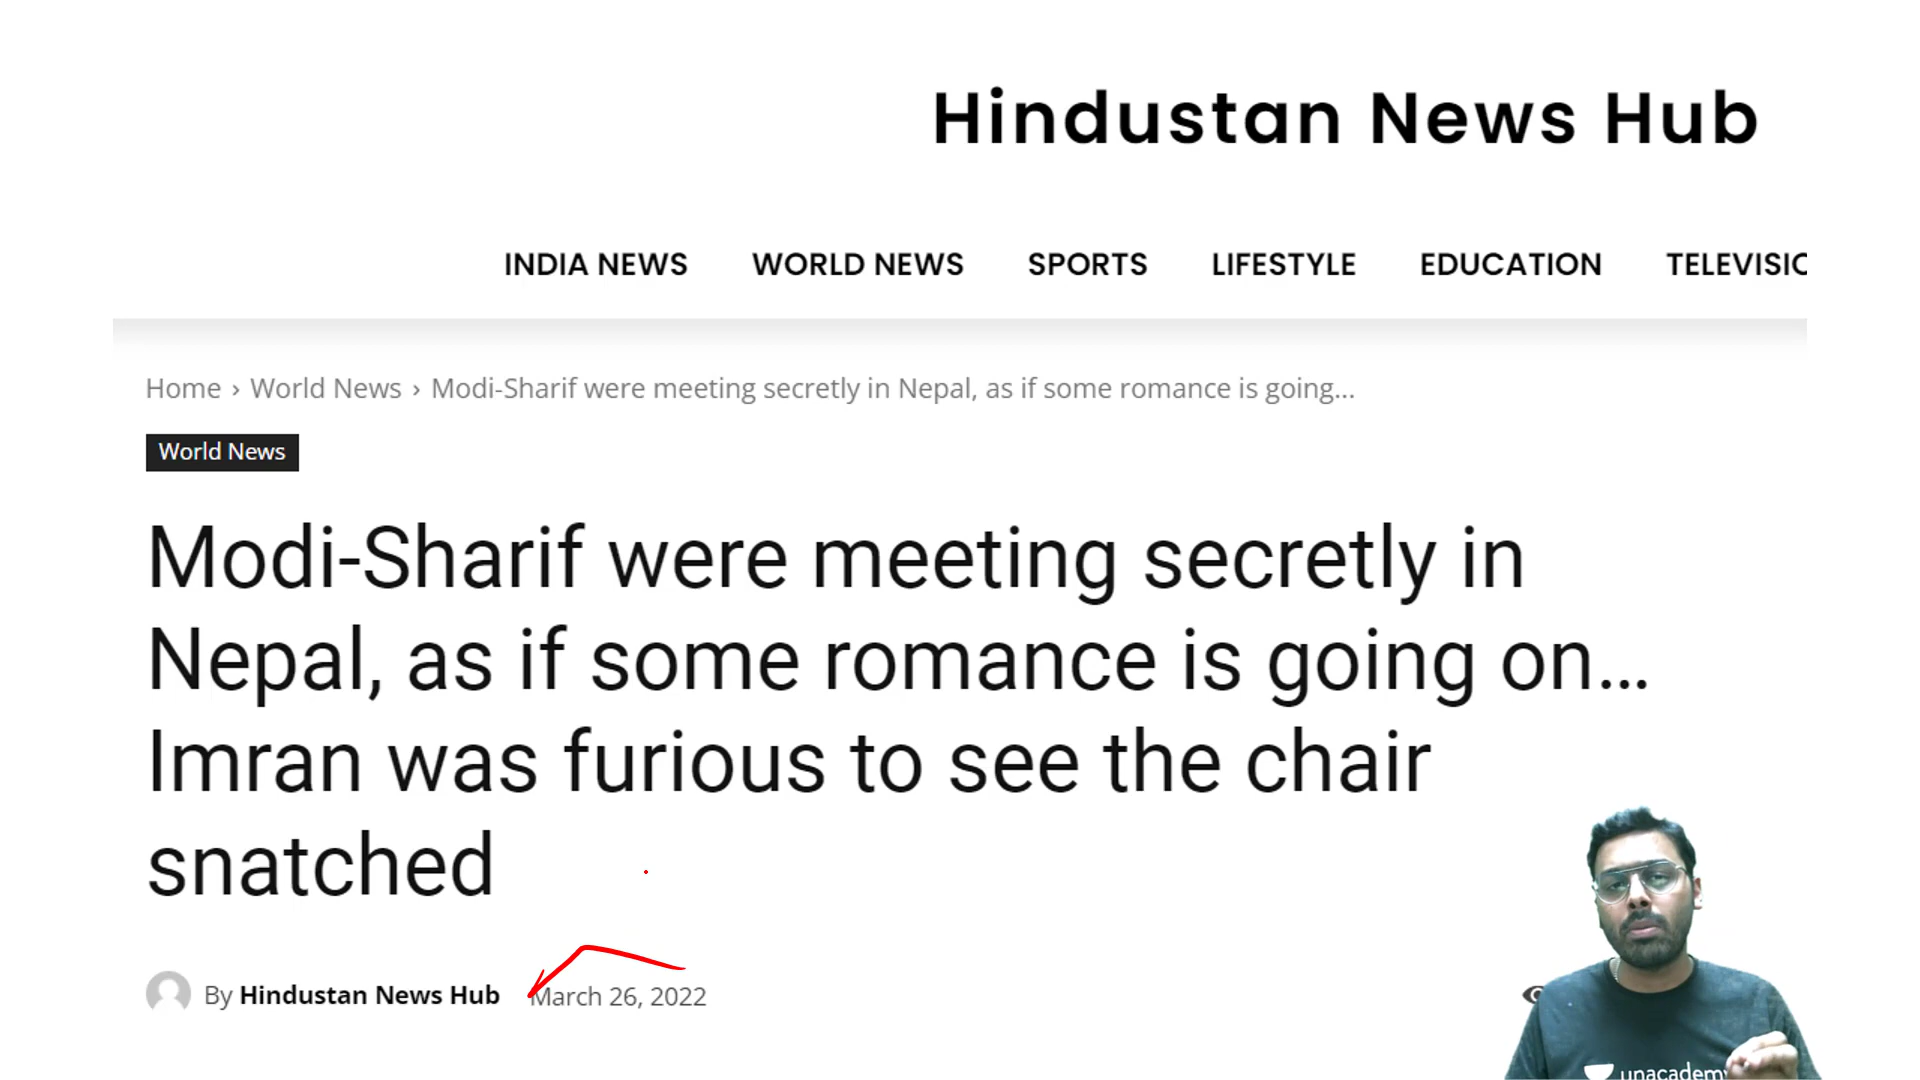 Hindustan News Hub
INDIA NEWS WORLD NEWS SPORTS LIFESTYLE EDUCATION TELEVISIO
Home › World News › Modi-Sharif were meeting secretly in Nepal, as if some romance is going...
World News
Modi-Sharif were meeting secretly in
Nepal, as if some romance is going on...
Imran was furious to see the chair
snatched
By Hindustan News Hub March 26, 2022
unacademy